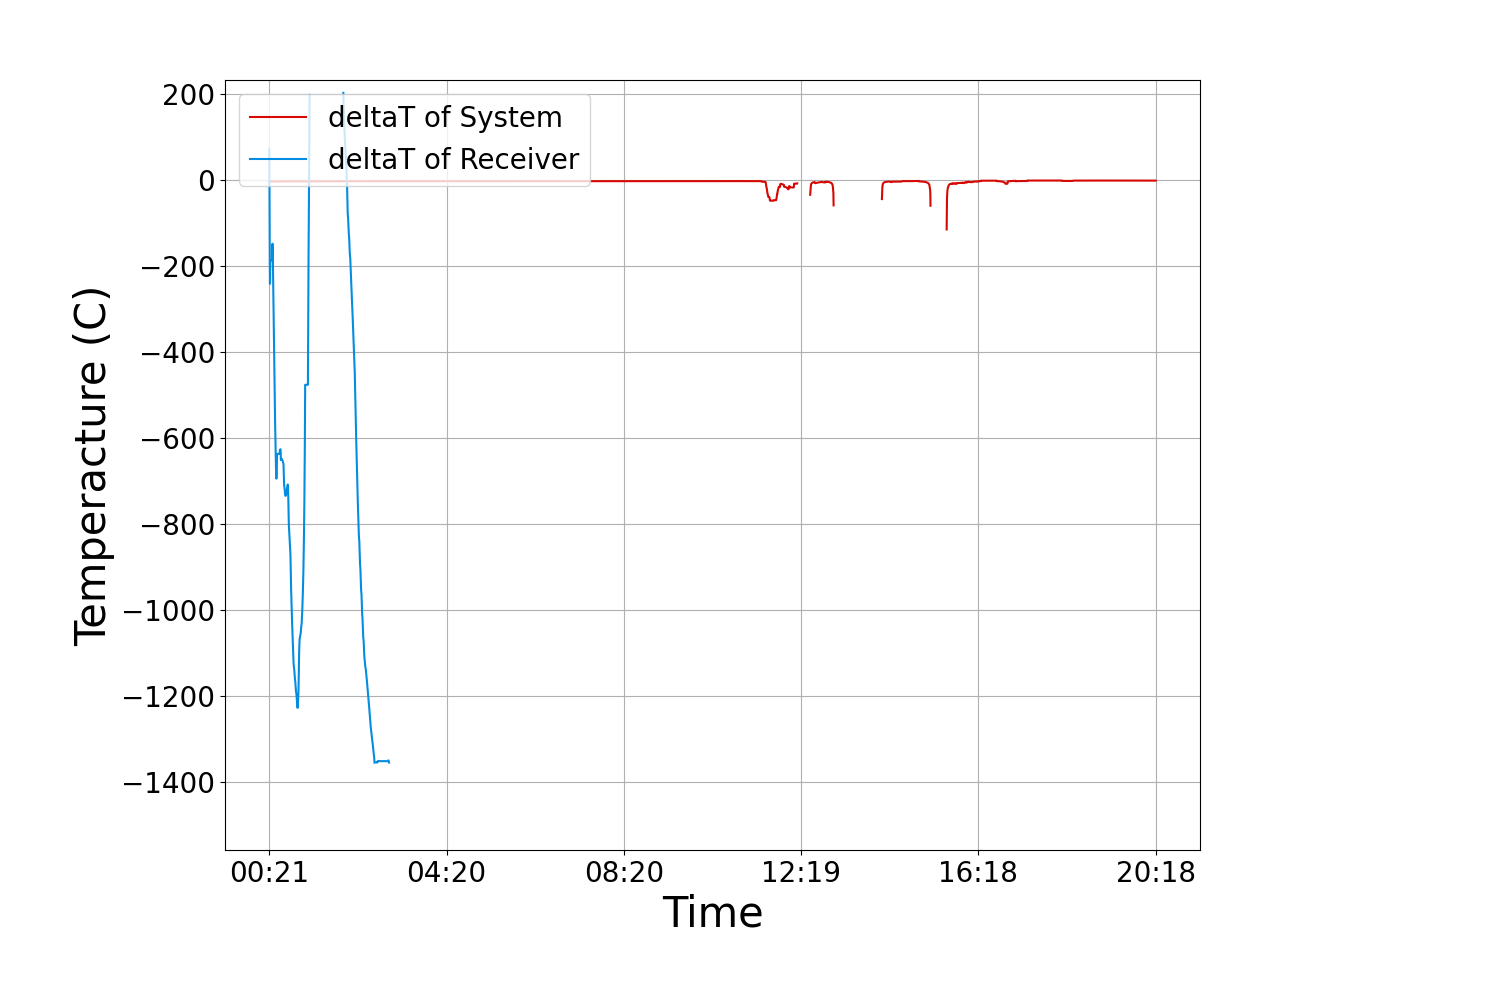 200
0
−200
−400
−600
−800
−1000
−1200
−1400
Temperacture (C)
deltaT of System
deltaT of Receiver
00:21 04:20 08:20 12:19 16:18 20:18
Time